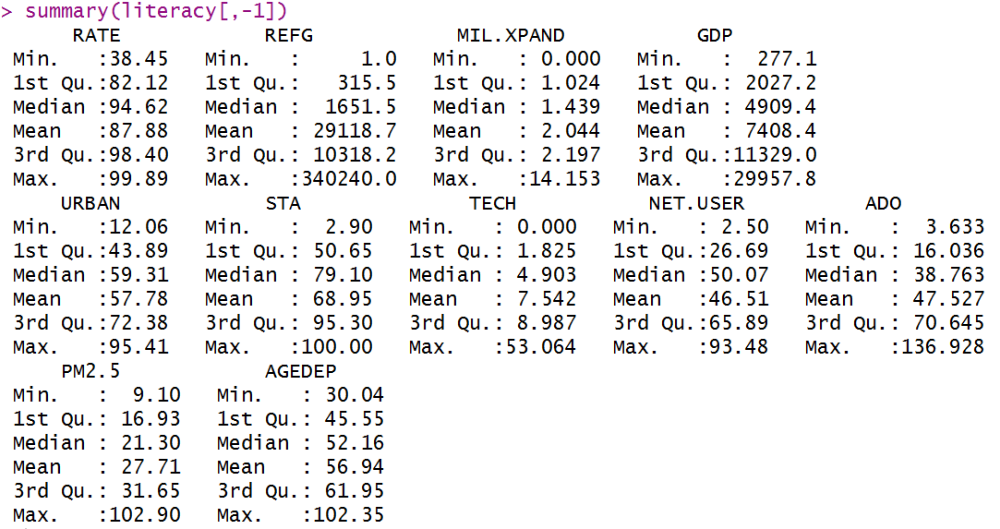 > summary(literacy[,-1])
      RATE            REFG            MIL.XPAND           GDP
 Min.   :38.45   Min.   :     1.0   Min.   : 0.000   Min.   :  277.1
 1st Qu.:82.12   1st Qu.:   315.5   1st Qu.: 1.024   1st Qu.: 2027.2
 Median :94.62   Median :  1651.5   Median : 1.439   Median : 4909.4
 Mean   :87.88   Mean   : 29118.7   Mean   : 2.044   Mean   : 7408.4
 3rd Qu.:98.40   3rd Qu.: 10318.2   3rd Qu.: 2.197   3rd Qu.:11329.0
 Max.   :99.89   Max.   :340240.0   Max.   :14.153   Max.   :29957.8
     URBAN            STA              TECH           NET.USER          ADO
 Min.   :12.06   Min.   :  2.90   Min.   : 0.000   Min.   : 2.50   Min.   :  3.633
 1st Qu.:43.89   1st Qu.: 50.65   1st Qu.: 1.825   1st Qu.:26.69   1st Qu.: 16.036
 Median :59.31   Median : 79.10   Median : 4.903   Median :50.07   Median : 38.763
 Mean   :57.78   Mean   : 68.95   Mean   : 7.542   Mean   :46.51   Mean   : 47.527
 3rd Qu.:72.38   3rd Qu.: 95.30   3rd Qu.: 8.987   3rd Qu.:65.89   3rd Qu.: 70.645
 Max.   :95.41   Max.   :100.00   Max.   :53.064   Max.   :93.48   Max.   :136.928
     PM2.5            AGEDEP
 Min.   :  9.10   Min.   : 30.04
 1st Qu.: 16.93   1st Qu.: 45.55
 Median : 21.30   Median : 52.16
 Mean   : 27.71   Mean   : 56.94
 3rd Qu.: 31.65   3rd Qu.: 61.95
 Max.   :102.90   Max.   :102.35